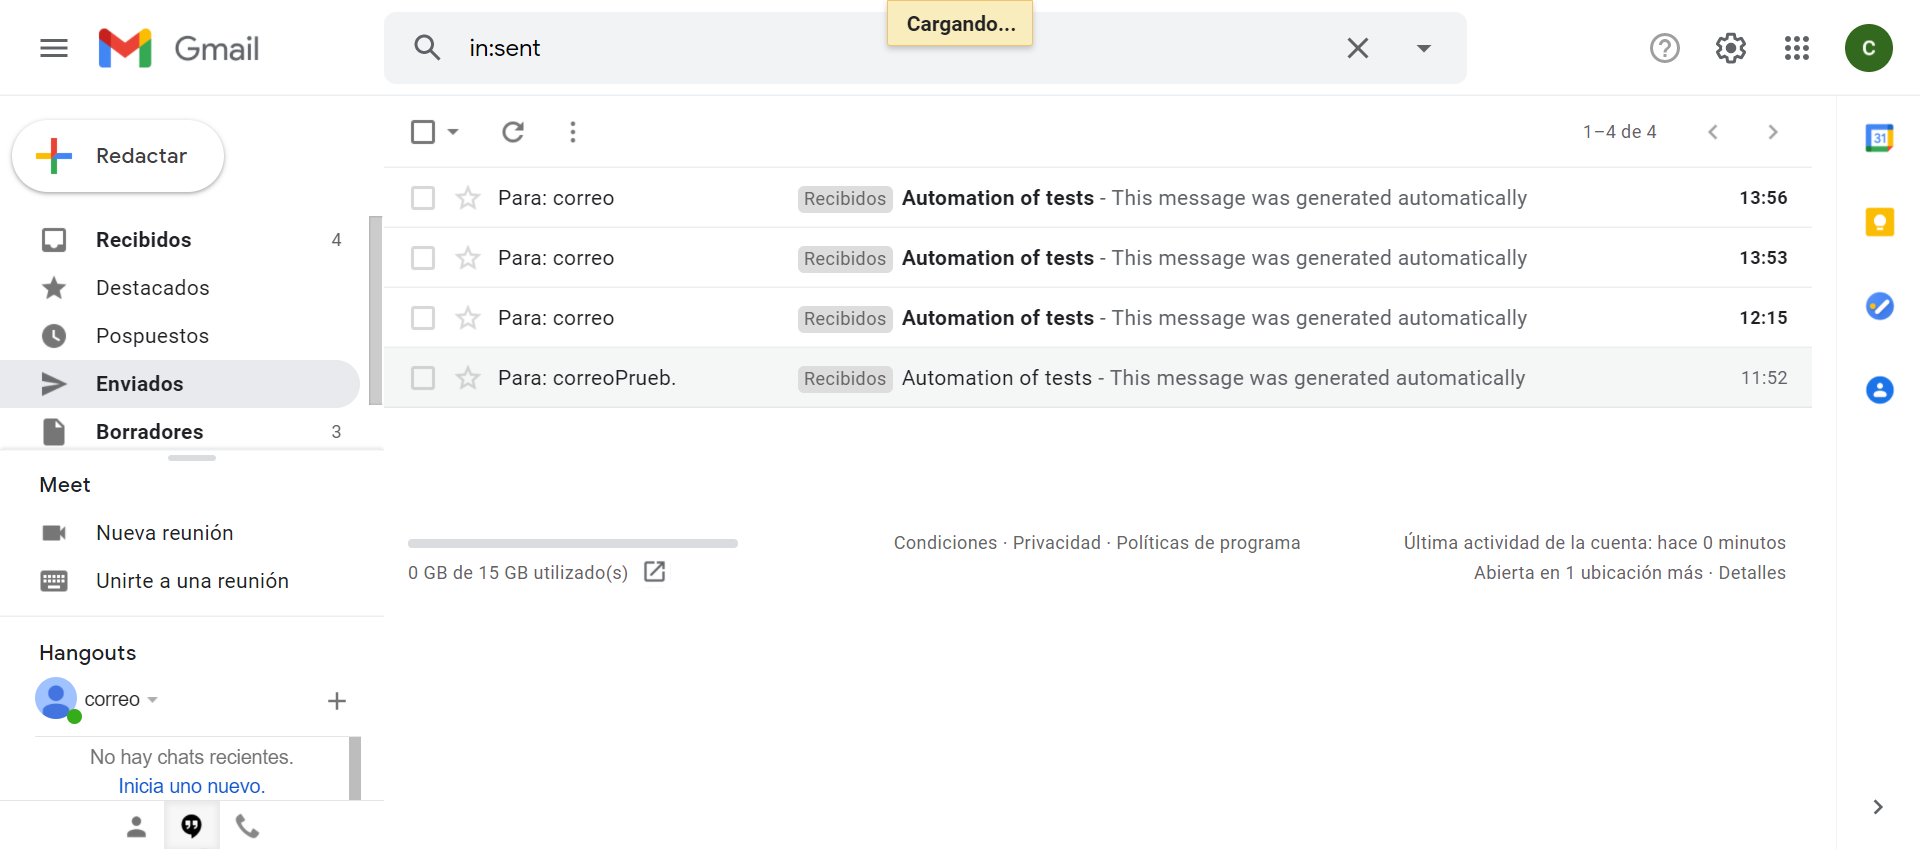 Cargando...
Gmail
in:sent
C
Redactar
1–4 de 4
31
Recibidos 4
Destacados
Pospuestos
Enviados
Borradores 3
Para: correo Recibidos Automation of tests - This message was generated automatically 13:56
Para: correo Recibidos Automation of tests - This message was generated automatically 13:53
Para: correo Recibidos Automation of tests - This message was generated automatically 12:15
Para: correoPrueb. Recibidos Automation of tests - This message was generated automatically 11:52
Meet
Nueva reunión
Unirte a una reunión
Hangouts
correo
No hay chats recientes.
Inicia uno nuevo.
0 GB de 15 GB utilizado(s)
Condiciones · Privacidad · Políticas de programa
Última actividad de la cuenta: hace 0 minutos
Abierta en 1 ubicación más · Detalles